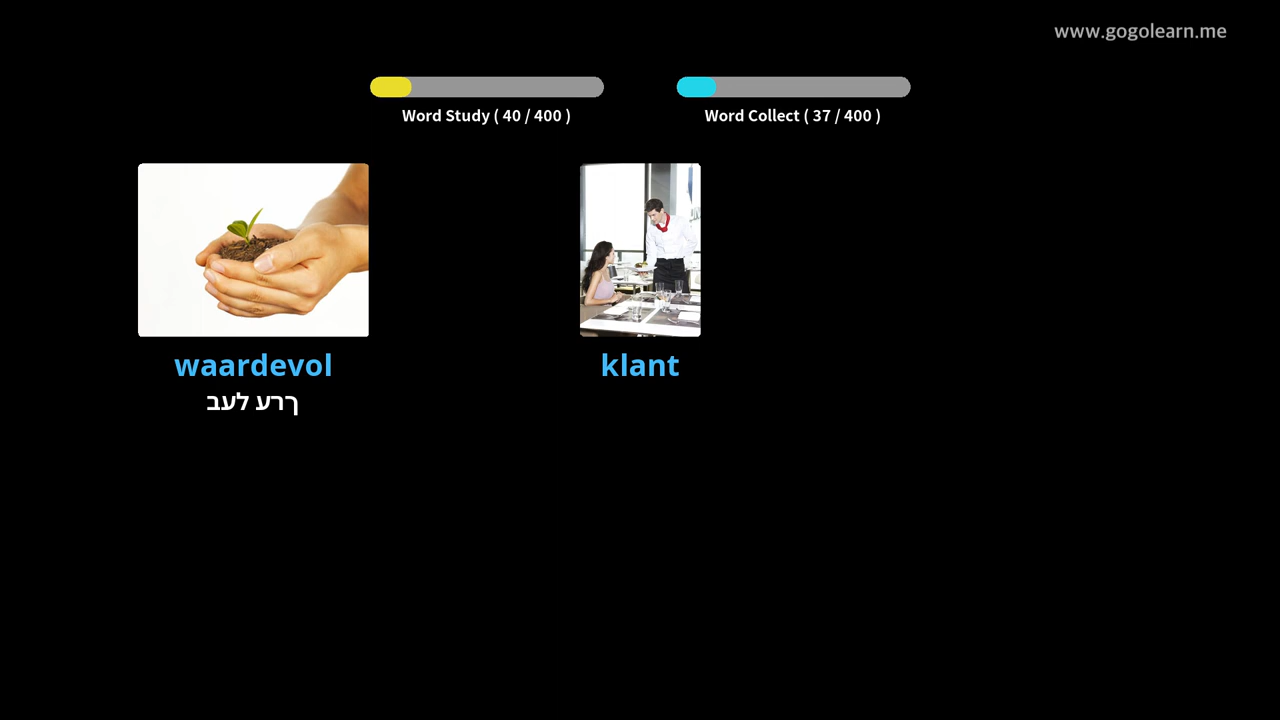 www.gogolearn.me
Word Study ( 40 / 400 )
Word Collect ( 37 / 400 )
waardevol
ךרע לעב
klant